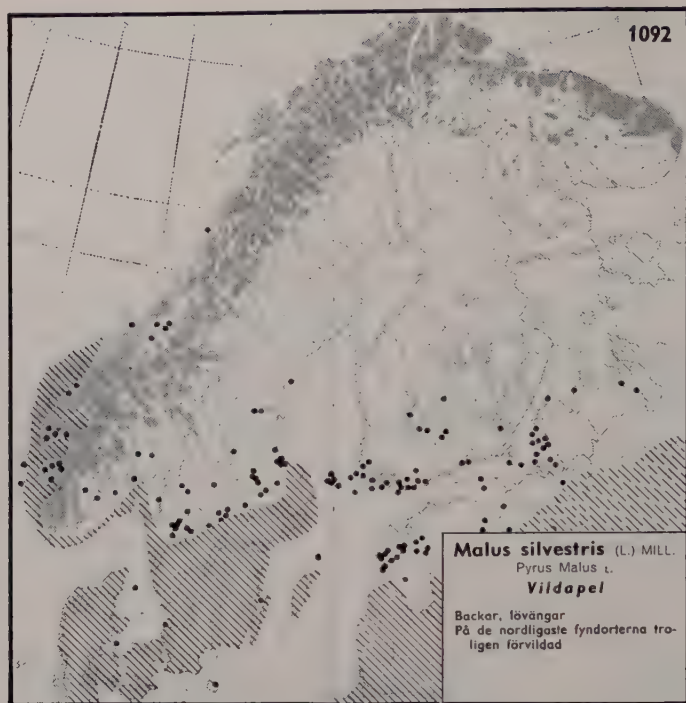 1092
Malus silvestris (L.) MILL.
Pyrus Malus L.
Vildapel
Backar, lövängar
På de nordligaste fyndorterna tro-
ligen förvildad